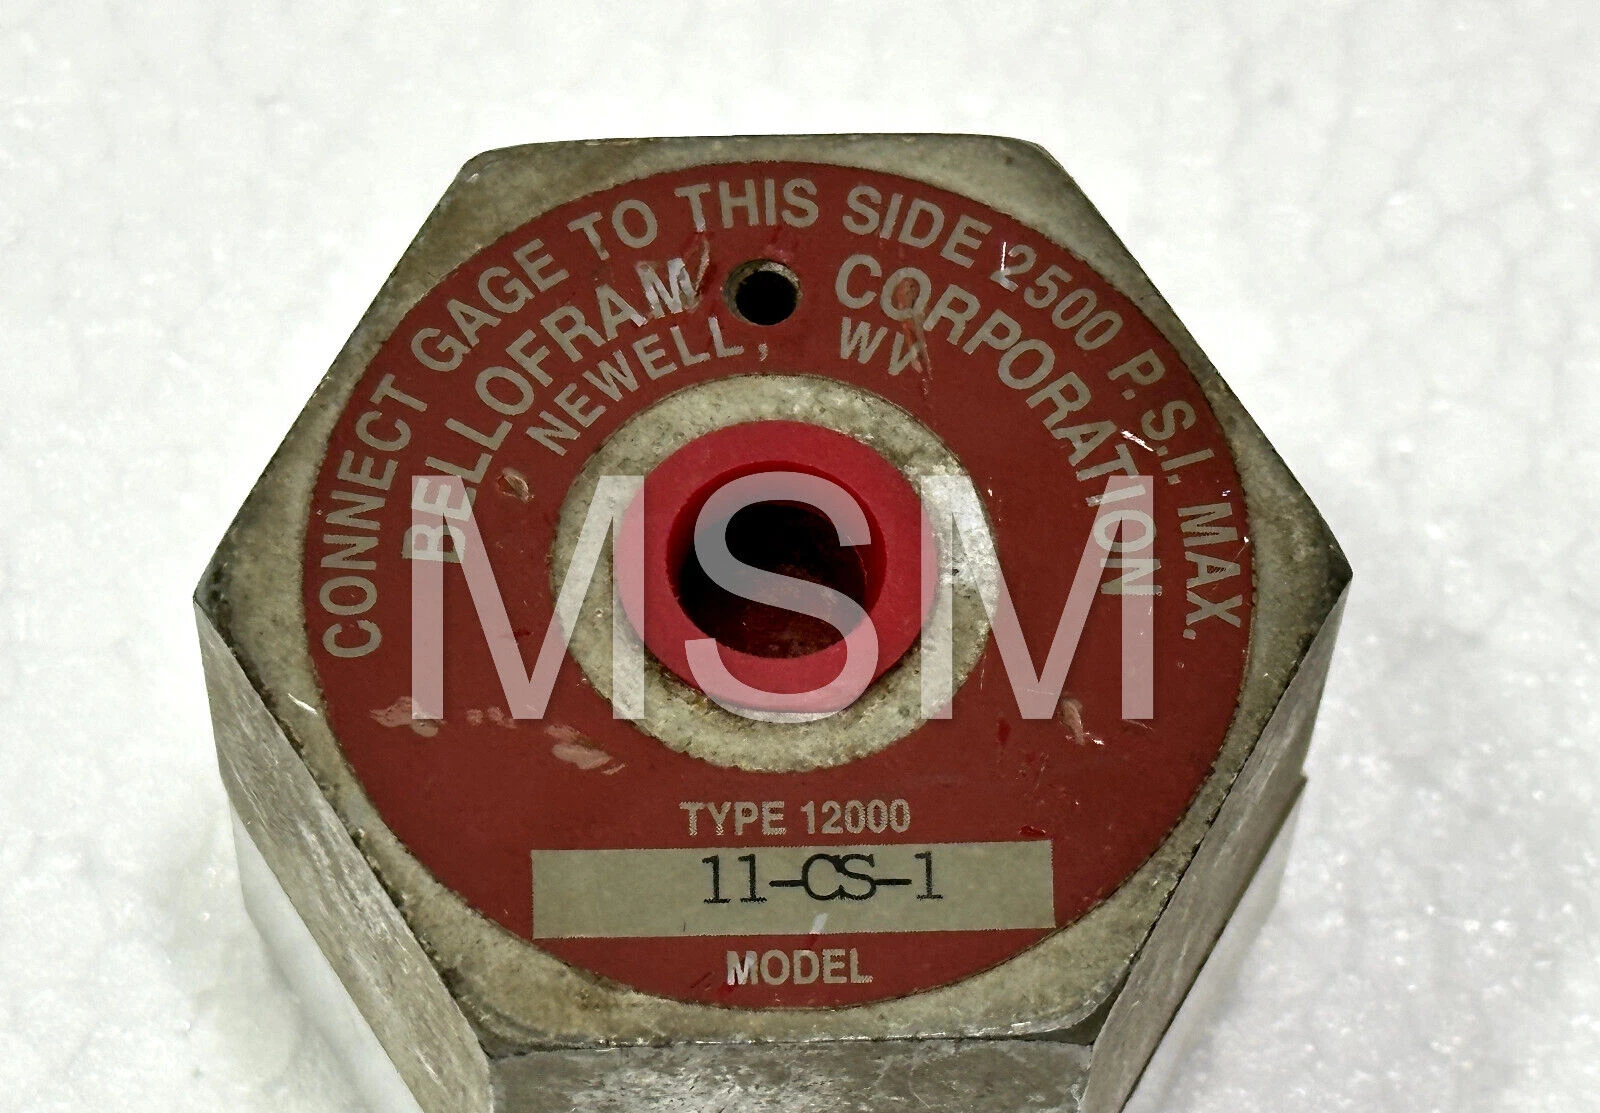 CONNECT GAGE TO THIS SIDE 2500 P.S.I. MAX.
BELLOFRAM CORPORATION
NEWELL, WV
MSM
TYPE 12000
11-CS-1
MODEL